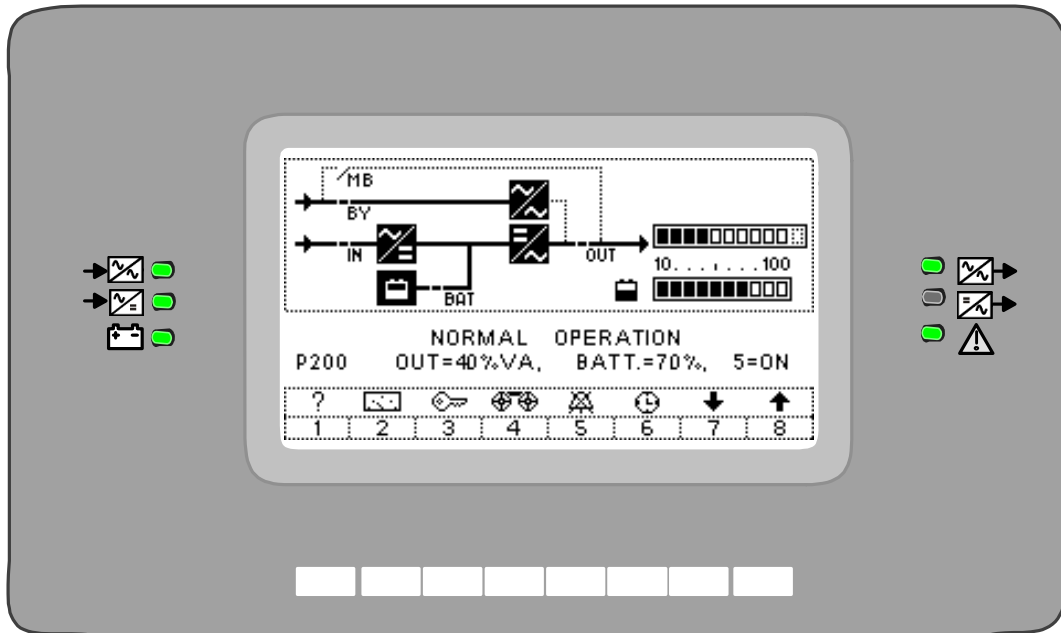 MB
BY
IN
OUT
BAT
10. . . ı . . . 100
NORMAL OPERATION
P200 OUT=40%VA, BATT.=70%, 5=ON
?
1 2 3 4 5 6 7 8